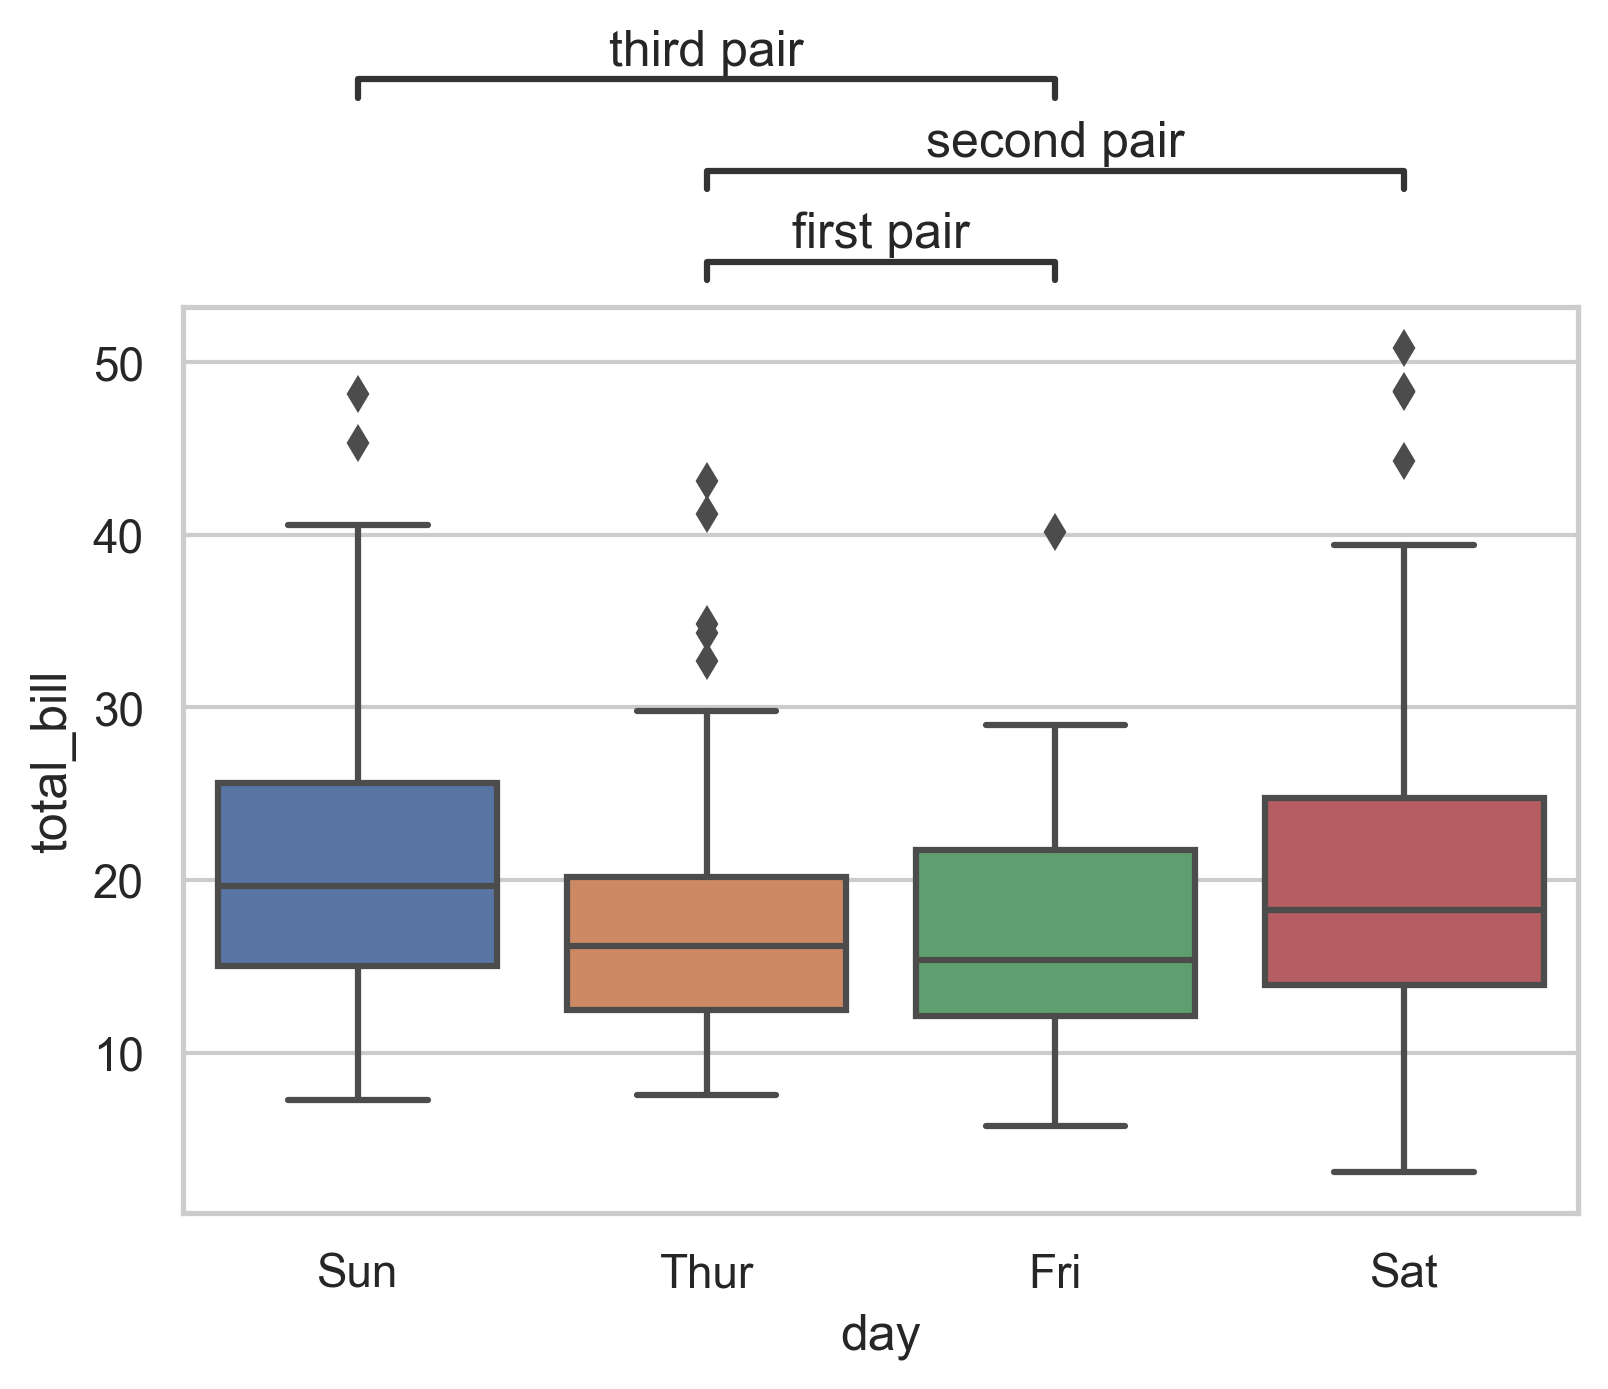 third pair
second pair
first pair
50
40
30
20
10
total_bill
Sun Thur Fri Sat
day